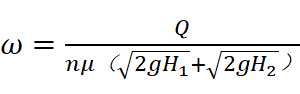 ω = Q / nμ（√2gH₁+√2gH₂）